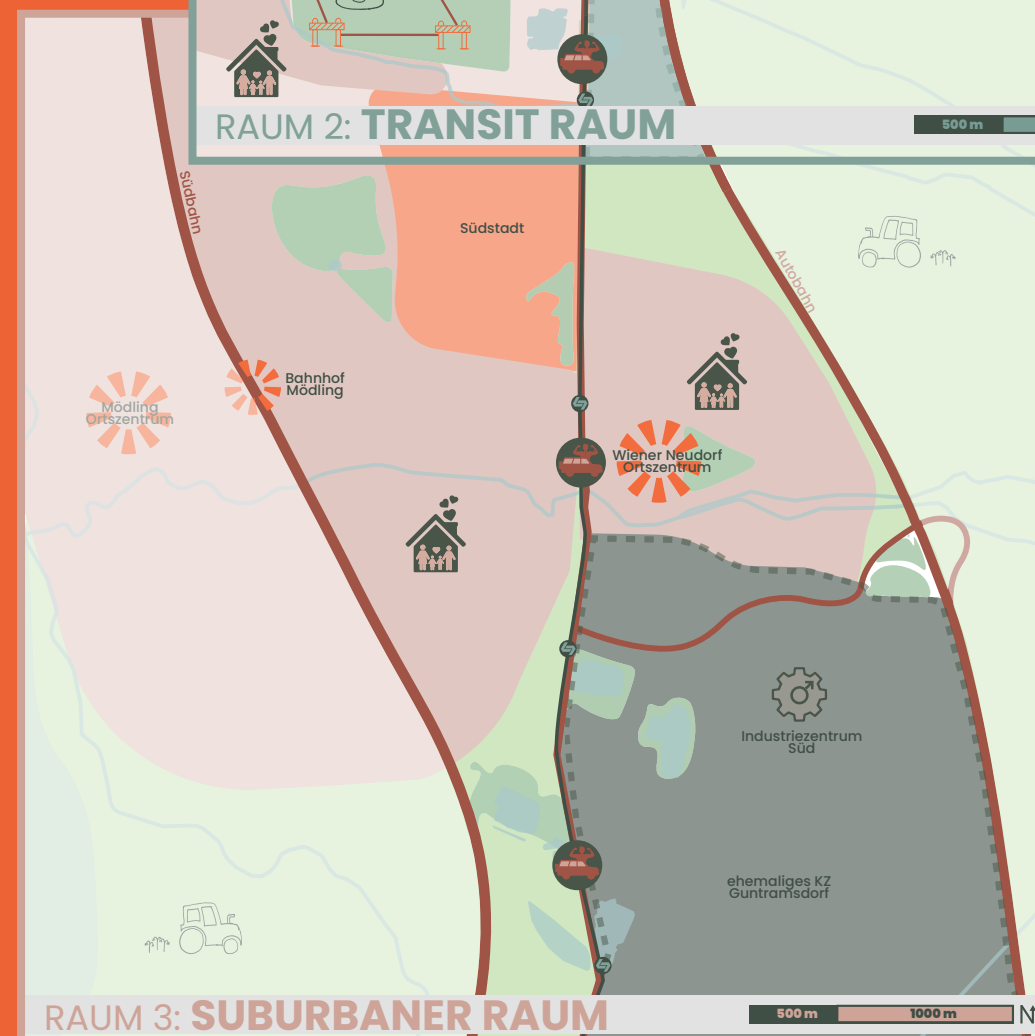 RAUM 2: TRANSIT RAUM
500 m
Südbahn
Südstadt
Autobahn
Bahnhof
Mödling
Mödling
Ortszentrum
Wiener Neudorf
Ortszentrum
Industriezentrum
Süd
ehemaliges KZ
Guntramsdorf
RAUM 3: SUBURBANER RAUM
500 m
1000 m
N